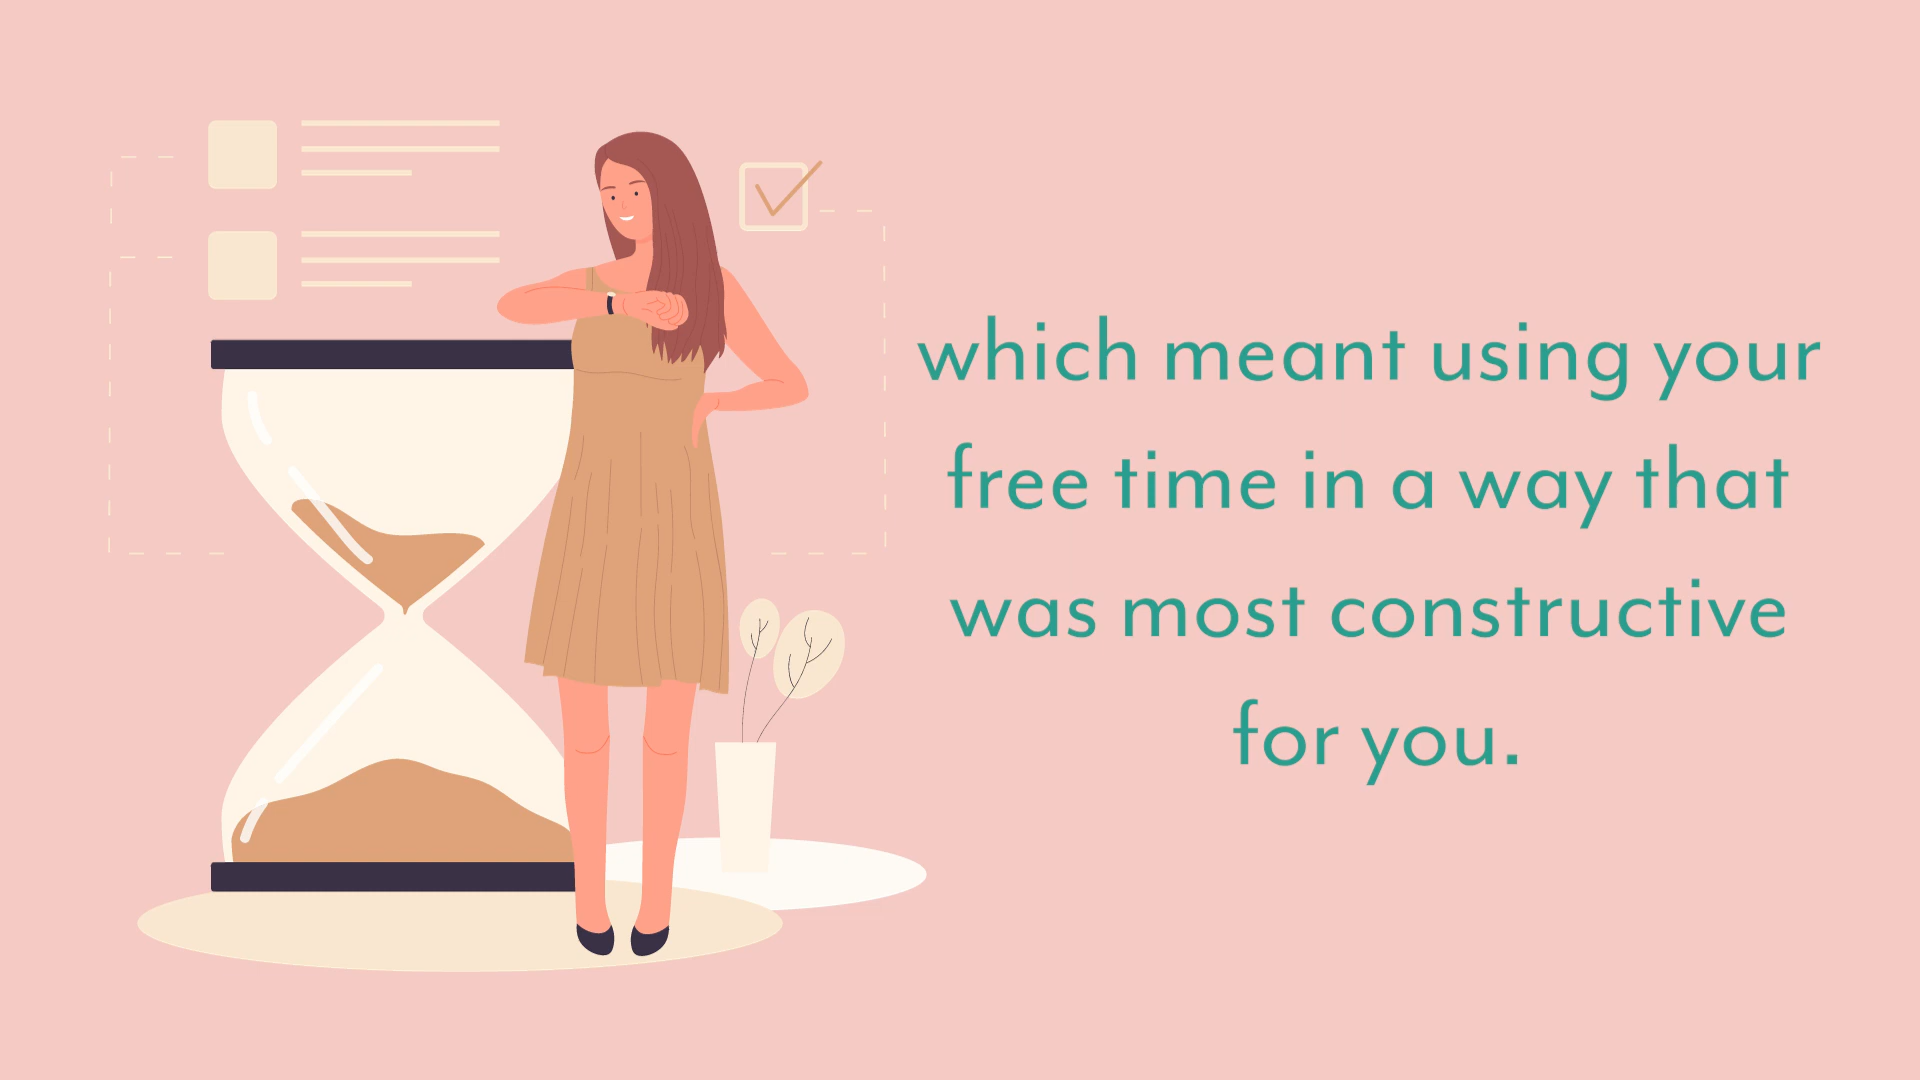 which meant using your
free time in a way that
was most constructive
for you.